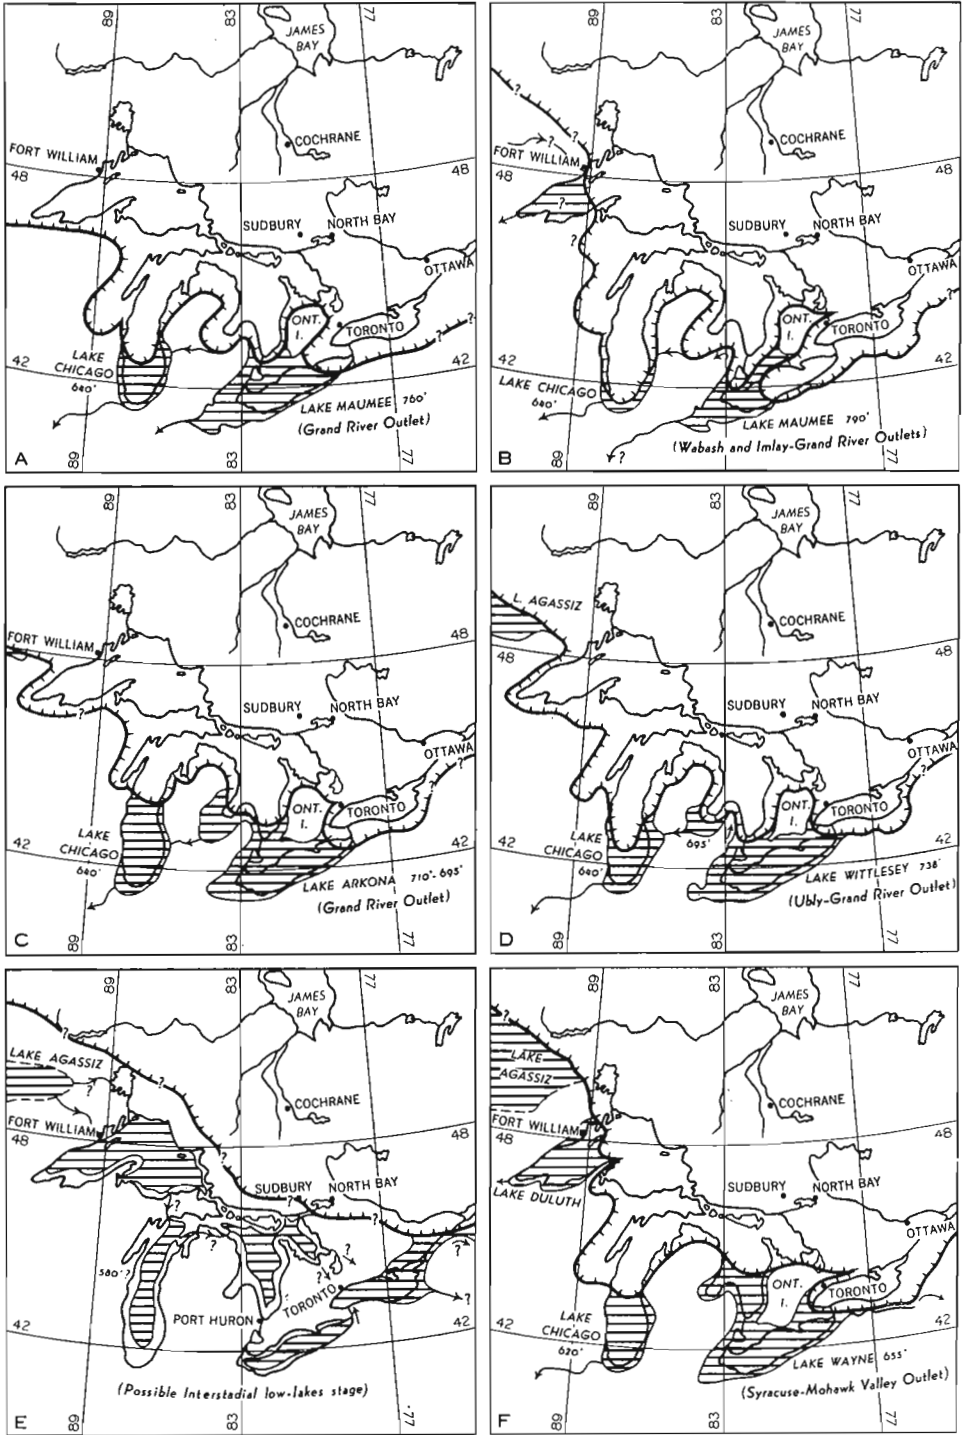 89
83
77
JAMES
BAY
COCHRANE
FORT WILLIAM
48
48
SUDBURY
NORTH BAY
OTTAWA
ONT.
I.
TORONTO
?
42
LAKE
CHICAGO
640'
42
LAKE MAUMEE 760'
(Grand River Outlet)
A
89
83
77
89
83
77
JAMES
BAY
?
?
COCHRANE
?
FORT WILLIAM
48
48
?
SUDBURY
NORTH BAY
?
OTTAWA
?
ONT.
I.
TORONTO
42
42
LAKE CHICAGO
640'
LAKE MAUMEE 790'
(Wabash and Imlay-Grand River Outlets)
?
B
89
83
77
89
83
77
JAMES
BAY
COCHRANE
FORT WILLIAM
48
SUDBURY
NORTH BAY
?
OTTAWA
?
ONT.
I.
TORONTO
LAKE
CHICAGO
42
42
640'
LAKE ARKONA 710'-695'
(Grand River Outlet)
C
89
83
77
89
83
77
JAMES
BAY
L. AGASSIZ
COCHRANE
48
48
SUDBURY
NORTH BAY
OTTAWA
?
ONT.
I.
TORONTO
LAKE
CHICAGO
695'
42
42
640'
LAKE WITTLESEY 738'
(Ubly-Grand River Outlet)
D
89
83
77
89
83
77
JAMES
BAY
?
LAKE AGASSIZ
?
?
COCHRANE
FORT WILLIAM
48
48
?
SUDBURY
?
NORTH BAY
?
?
?
?
?
580'?
?
TORONTO
?
PORT HURON
42
42
(Possible Interstadial low-lakes stage)
E
89
83
77
89
83
77
JAMES
BAY
?
LAKE
AGASSIZ
COCHRANE
FORT WILLIAM
48
48
LAKE DULUTH
SUDBURY
NORTH BAY
OTTAWA
ONT.
I.
TORONTO
LAKE
CHICAGO
42
42
620'
LAKE WAYNE 655'
(Syracuse-Mohawk Valley Outlet)
F
89
83
77